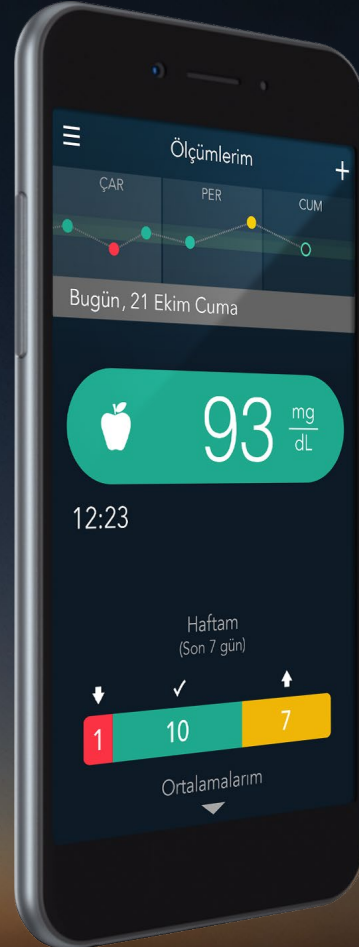 Ölçümlerim
ÇAR PER CUM
Bugün, 21 Ekim Cuma
93 mg
dL
12:23
Haftam
(Son 7 gün)
1 10 7
Ortalamalarım